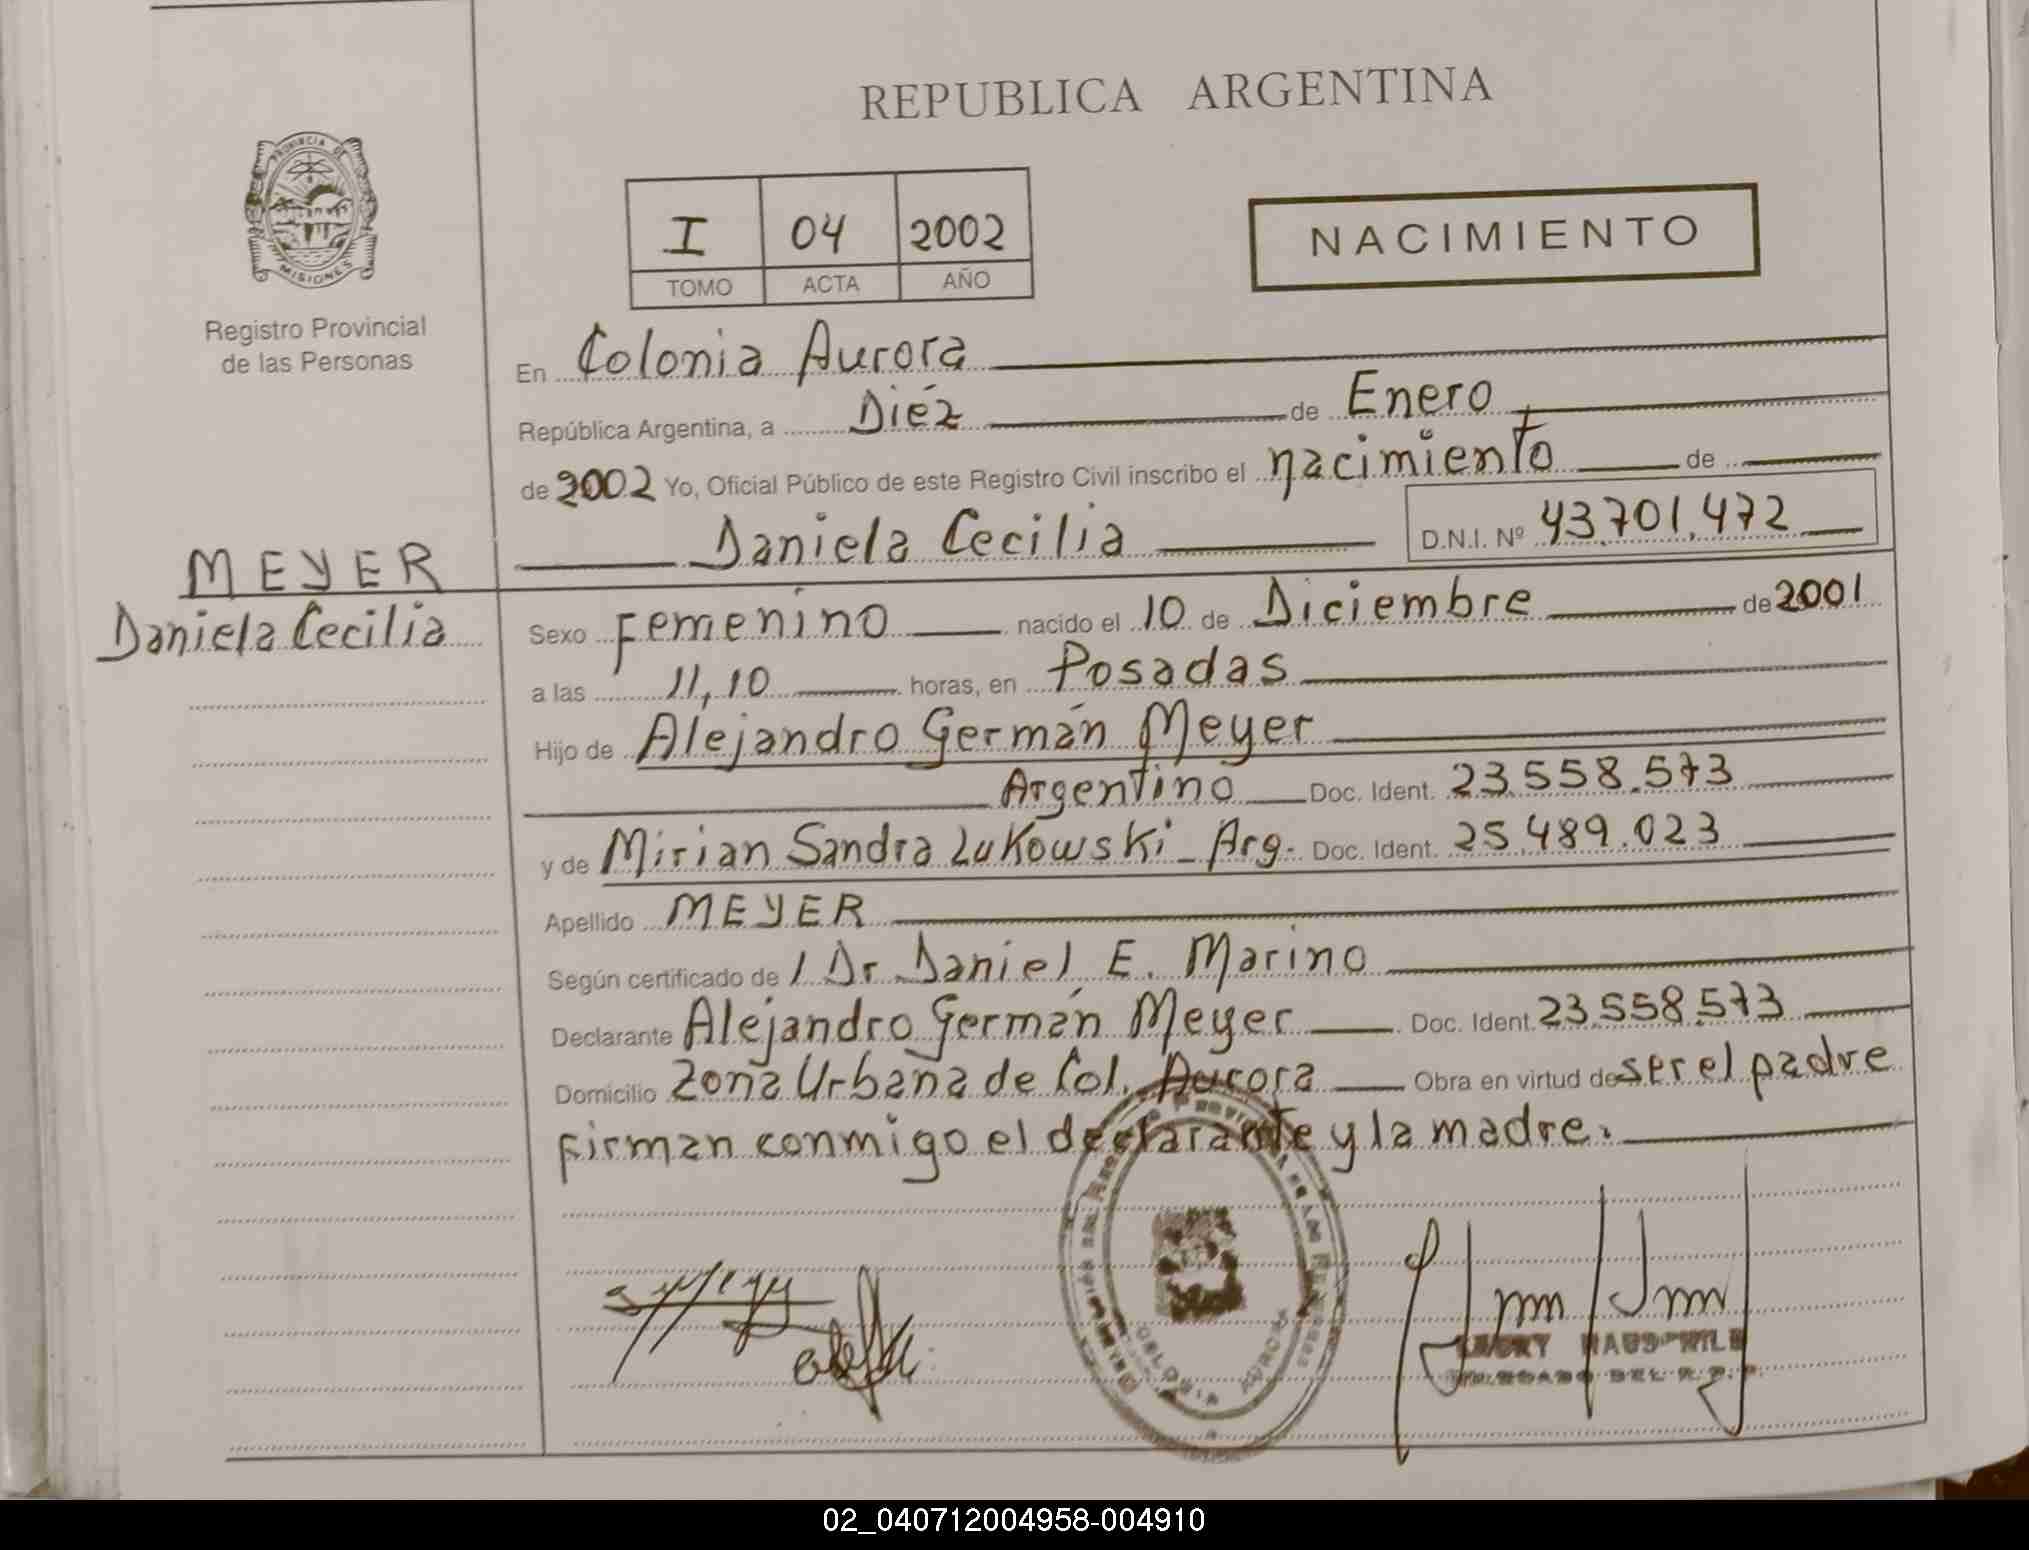 REPUBLICA ARGENTINA
PROVINCIA DE
MISIONES
Registro Provincial
de las Personas
I 04 2002
TOMO ACTA AÑO
NACIMIENTO
En Colonia Aurora
República Argentina, a Diéz de Enero
de 2002 Yo, Oficial Público de este Registro Civil inscribo el nacimiento de
Daniela Cecilia D.N.I. Nº 43.701.472
MEYER
Daniela Cecilia
Sexo Femenino nacido el 10 de Diciembre de 2001
a las 11,10 horas, en Posadas
Hijo de Alejandro Germán Meyer
Argentino Doc. Ident. 23.558.573
y de Mirian Sandra Lukowski - Arg. Doc. Ident. 25.489.023
Apellido MEYER
Según certificado de / Dr. Daniel E. Marino
Declarante Alejandro Germán Meyer Doc. Ident. 23.558.573
Domicilio Zona Urbana de Col. Aurora Obra en virtud de ser el padre
firman conmigo el declarante y la madre.
COLONIA AURORA
02_040712004958-004910